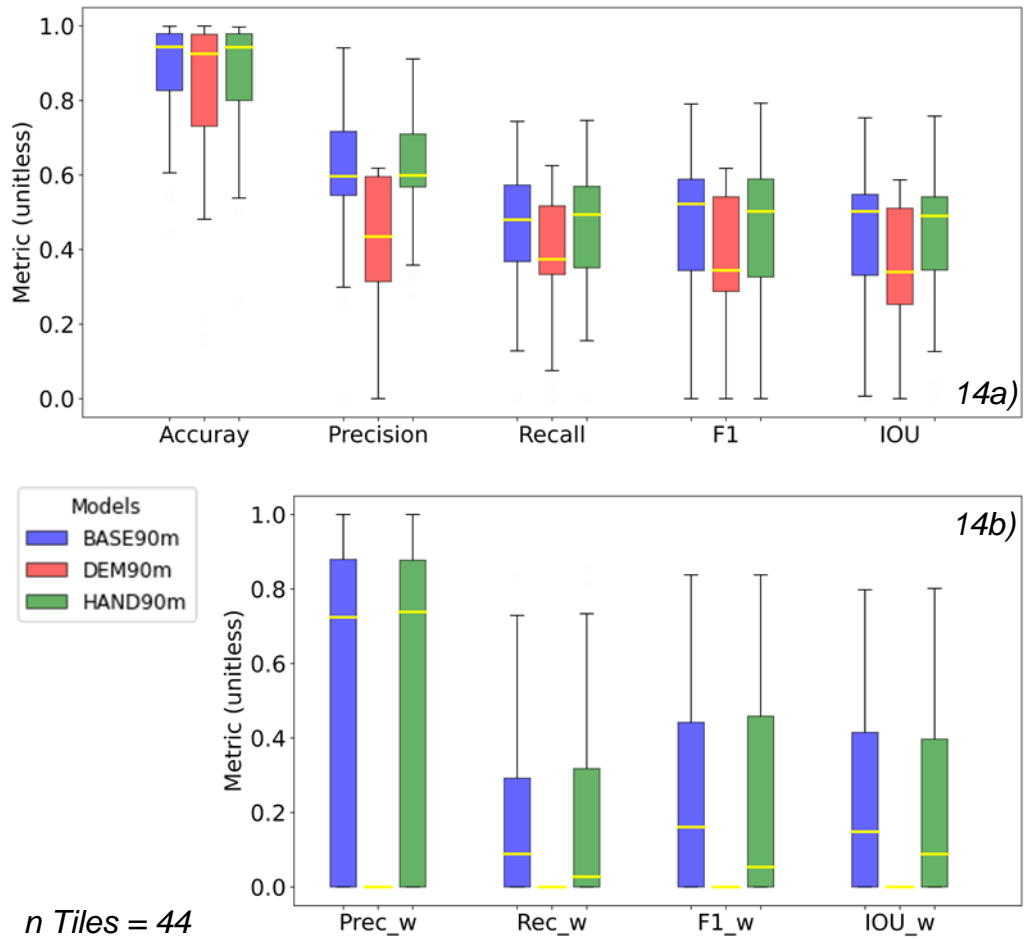 1.0
0.8
0.6
0.4
0.2
0.0
Metric (unitless)
14a)
Accuray Precision Recall F1 IOU
Models
BASE90m
DEM90m
HAND90m
14b)
1.0
0.8
0.6
0.4
0.2
0.0
Metric (unitless)
Prec_w Rec_w F1_w IOU_w
n Tiles = 44